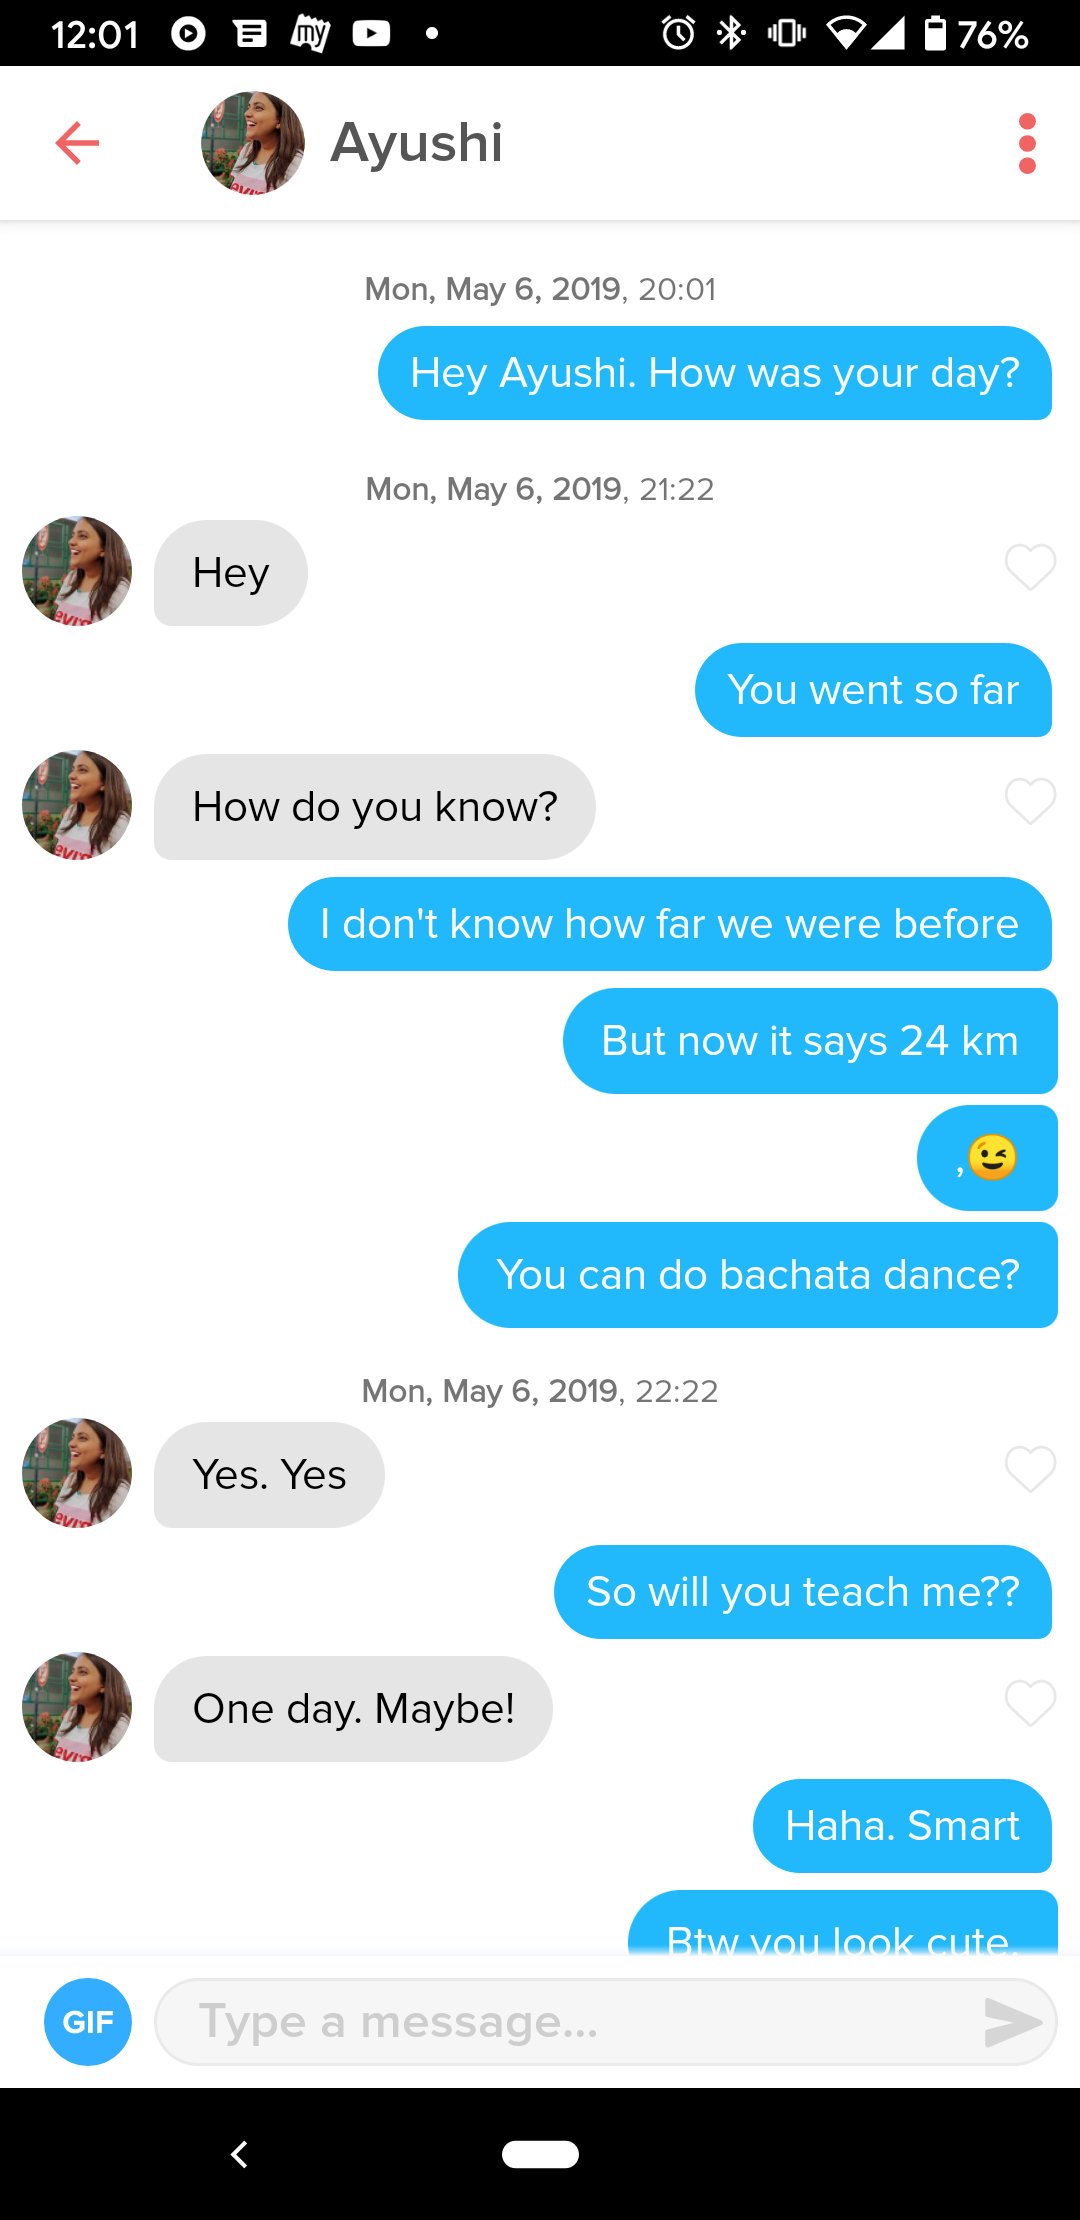 12:01
my
76%
Ayushi
Mon, May 6, 2019, 20:01
Hey Ayushi. How was your day?
Mon, May 6, 2019, 21:22
Hey
You went so far
How do you know?
I don't know how far we were before
But now it says 24 km
,😉
You can do bachata dance?
Mon, May 6, 2019, 22:22
Yes. Yes
So will you teach me??
One day. Maybe!
Haha. Smart
Btw you look cute.
GIF
Type a message...